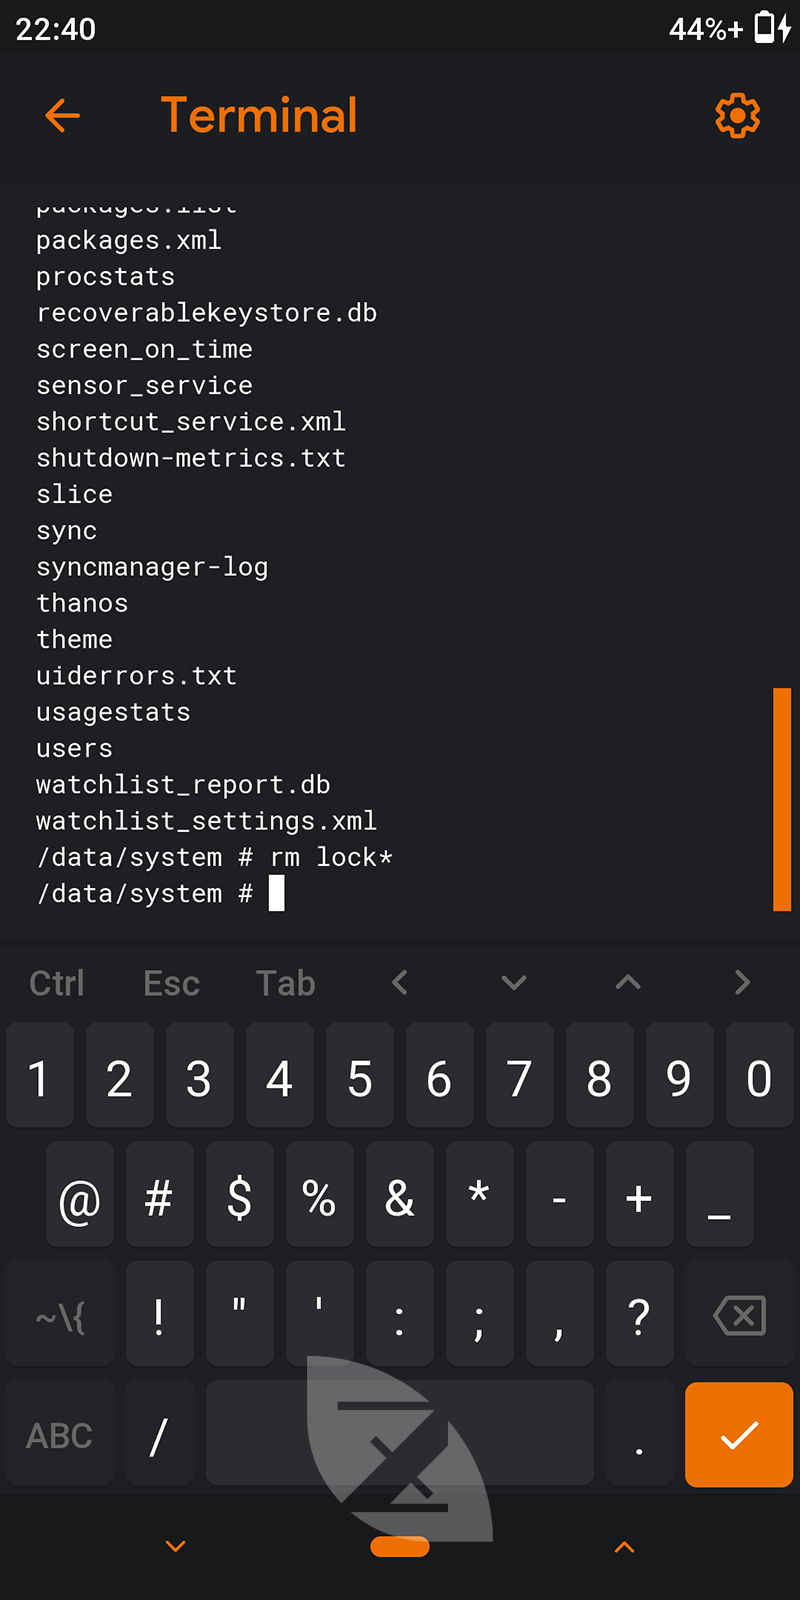 22:40 44%+
Terminal
packages.list
packages.xml
procstats
recoverablekeystore.db
screen_on_time
sensor_service
shortcut_service.xml
shutdown-metrics.txt
slice
sync
syncmanager-log
thanos
theme
uiderrors.txt
usagestats
users
watchlist_report.db
watchlist_settings.xml
/data/system # rm lock*
/data/system #
Ctrl Esc Tab
1 2 3 4 5 6 7 8 9 0
@ # $ % & * - + _
~\{ ! " ' : ; , ?
ABC / .